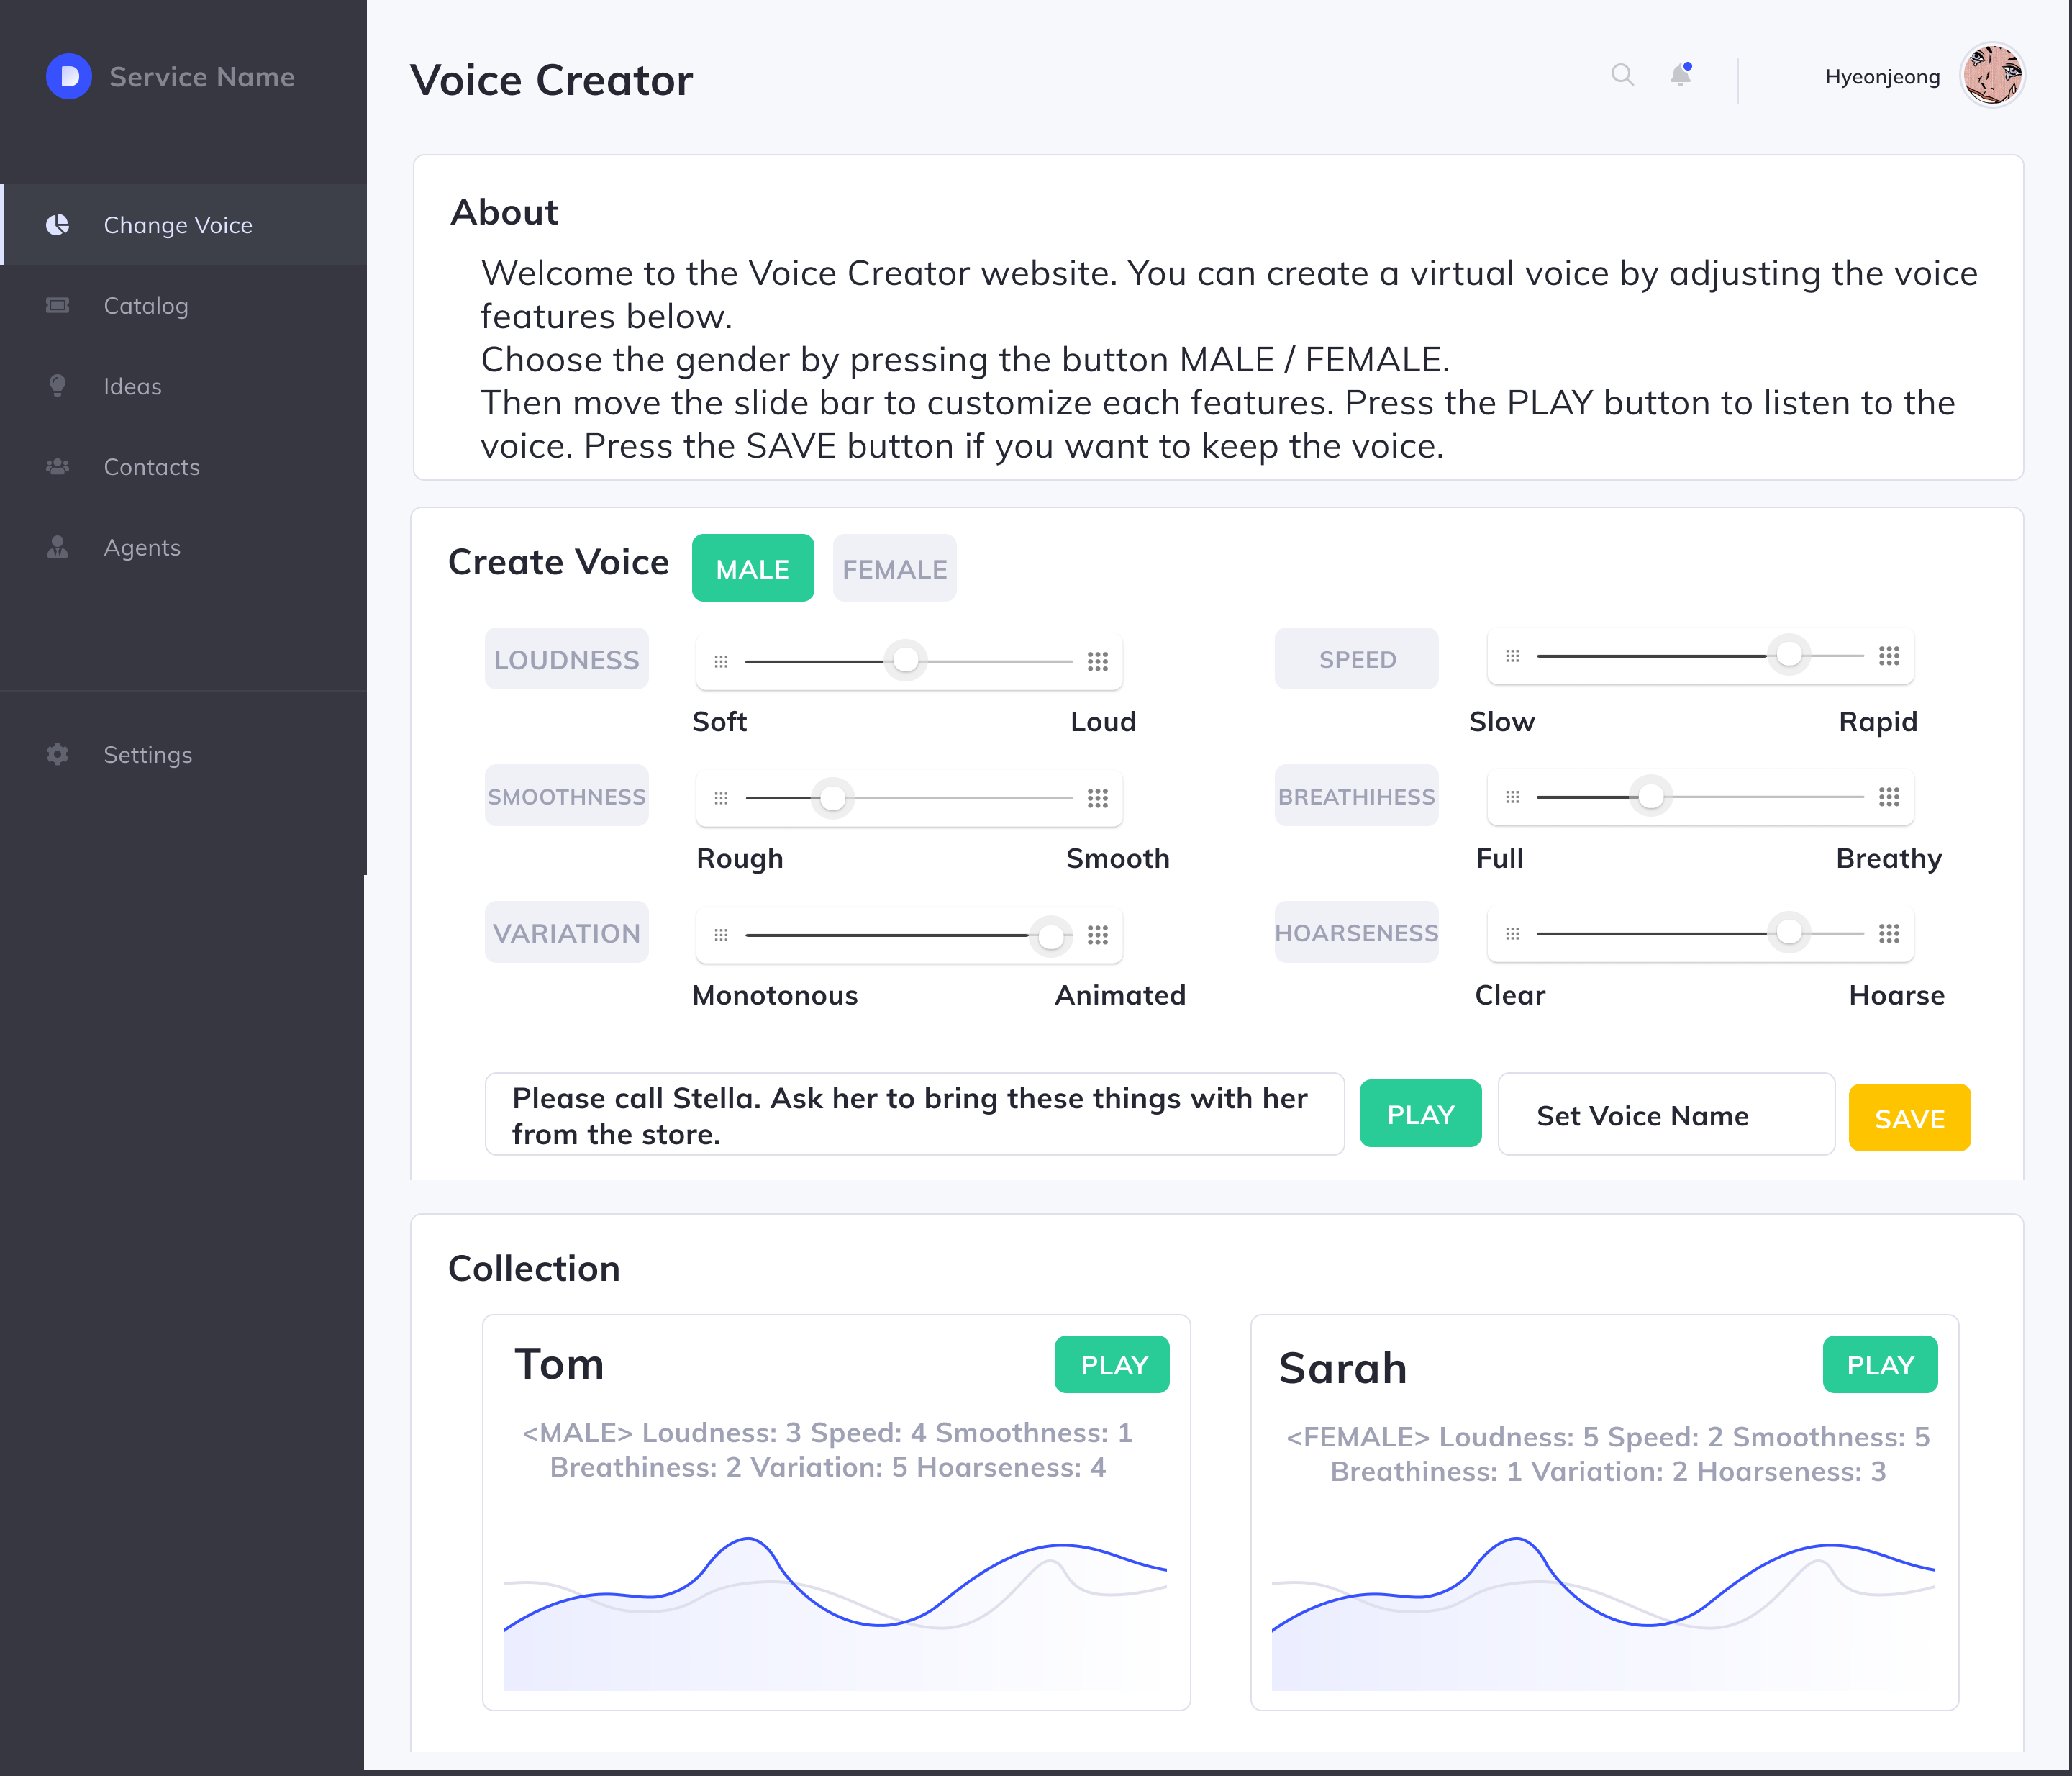 D
Service Name
Change Voice
Catalog
Ideas
Contacts
Agents
Settings
Voice Creator
Hyeonjeong
About
Welcome to the Voice Creator website. You can create a virtual voice by adjusting the voice
features below.
Choose the gender by pressing the button MALE / FEMALE.
Then move the slide bar to customize each features. Press the PLAY button to listen to the
voice. Press the SAVE button if you want to keep the voice.
Create Voice
MALE
FEMALE
LOUDNESS
Soft
Loud
SPEED
Slow
Rapid
SMOOTHNESS
Rough
Smooth
BREATHIHESS
Full
Breathy
VARIATION
Monotonous
Animated
HOARSENESS
Clear
Hoarse
Please call Stella. Ask her to bring these things with her
from the store.
PLAY
Set Voice Name
SAVE
Collection
Tom
PLAY
<MALE> Loudness: 3 Speed: 4 Smoothness: 1
Breathiness: 2 Variation: 5 Hoarseness: 4
Sarah
PLAY
<FEMALE> Loudness: 5 Speed: 2 Smoothness: 5
Breathiness: 1 Variation: 2 Hoarseness: 3